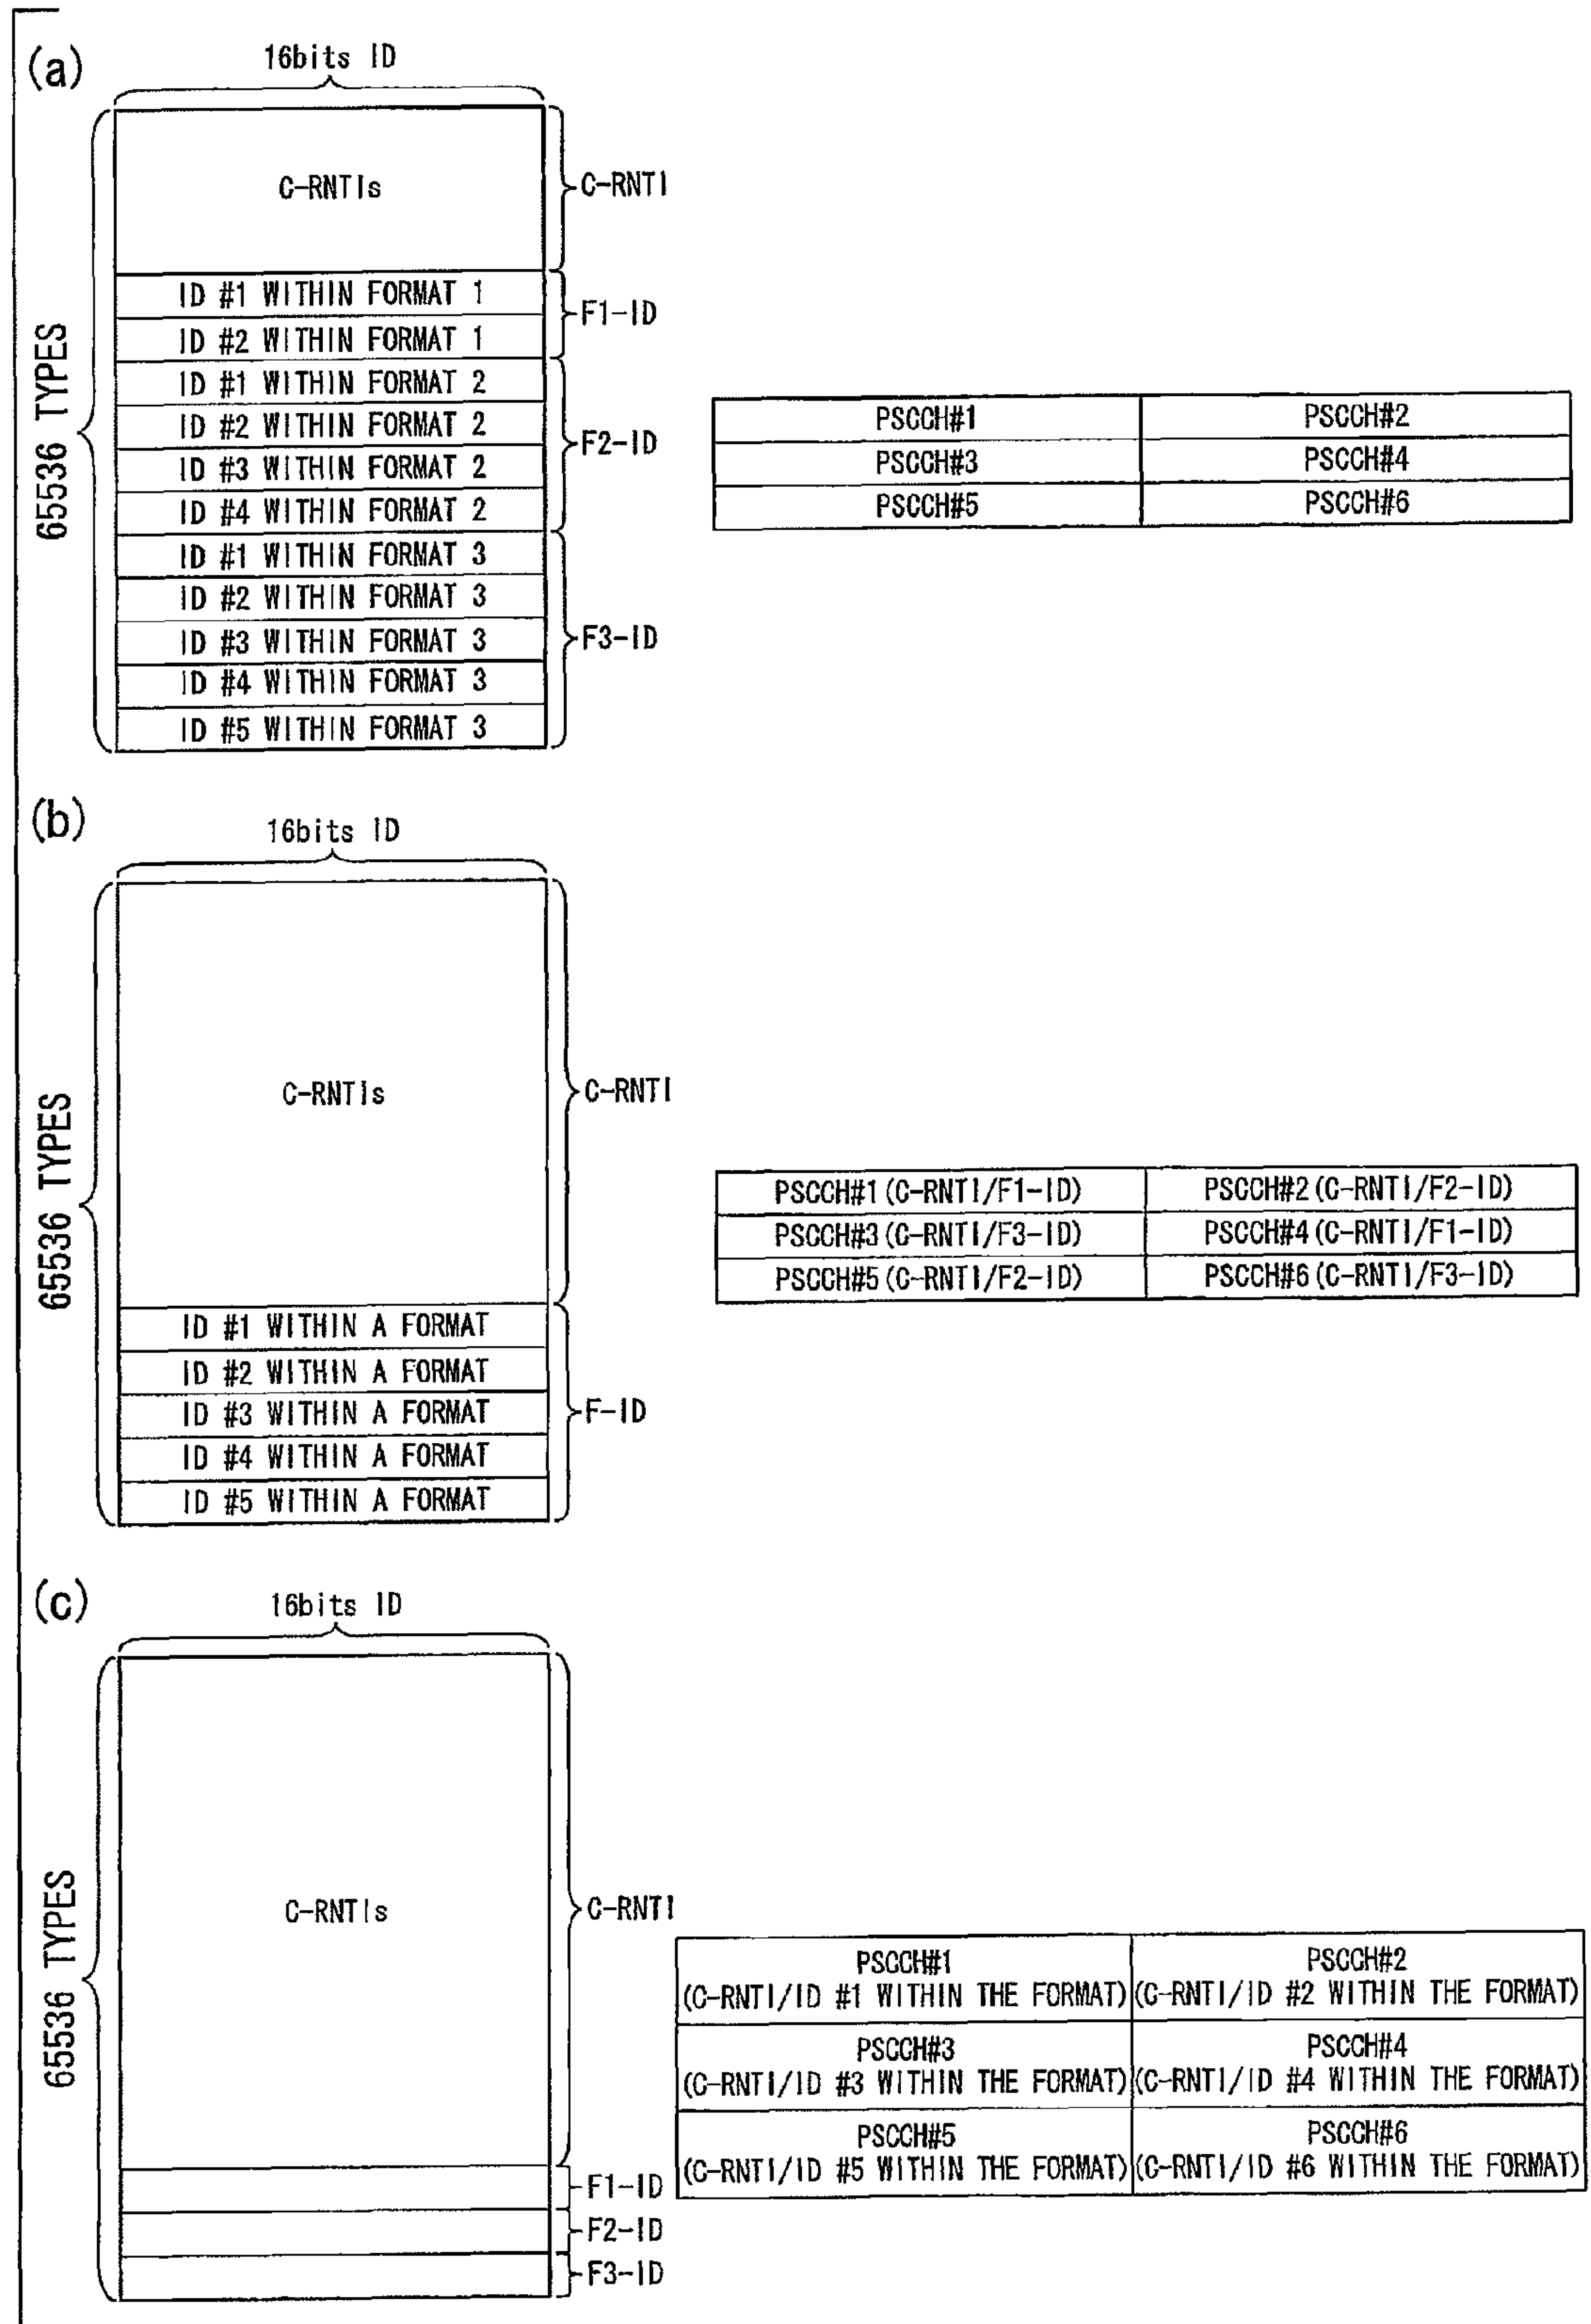 (a)
16bits ID
65536 TYPES
C-RNTIs
C-RNTI
ID #1 WITHIN FORMAT 1
ID #2 WITHIN FORMAT 1
F1-ID
ID #1 WITHIN FORMAT 2
ID #2 WITHIN FORMAT 2
ID #3 WITHIN FORMAT 2
ID #4 WITHIN FORMAT 2
F2-ID
ID #1 WITHIN FORMAT 3
ID #2 WITHIN FORMAT 3
ID #3 WITHIN FORMAT 3
ID #4 WITHIN FORMAT 3
ID #5 WITHIN FORMAT 3
F3-ID
PSCCH#1
PSCCH#2
PSCCH#3
PSCCH#4
PSCCH#5
PSCCH#6
(b)
16bits ID
65536 TYPES
C-RNTIs
C-RNTI
ID #1 WITHIN A FORMAT
ID #2 WITHIN A FORMAT
ID #3 WITHIN A FORMAT
ID #4 WITHIN A FORMAT
ID #5 WITHIN A FORMAT
F-ID
PSCCH#1(C-RNTI/F1-ID)
PSCCH#2(C-RNTI/F2-ID)
PSCCH#3(C-RNTI/F3-ID)
PSCCH#4(C-RNTI/F1-ID)
PSCCH#5(C-RNTI/F2-ID)
PSCCH#6(C-RNTI/F3-ID)
(c)
16bits ID
65536 TYPES
C-RNTIs
C-RNTI
F1-ID
F2-ID
F3-ID
PSCCH#1
(C-RNTI/ID #1 WITHIN THE FORMAT)
PSCCH#2
(C-RNTI/ID #2 WITHIN THE FORMAT)
PSCCH#3
(C-RNTI/ID #3 WITHIN THE FORMAT)
PSCCH#4
(C-RNTI/ID #4 WITHIN THE FORMAT)
PSCCH#5
(C-RNTI/ID #5 WITHIN THE FORMAT)
PSCCH#6
(C-RNTI/ID #6 WITHIN THE FORMAT)